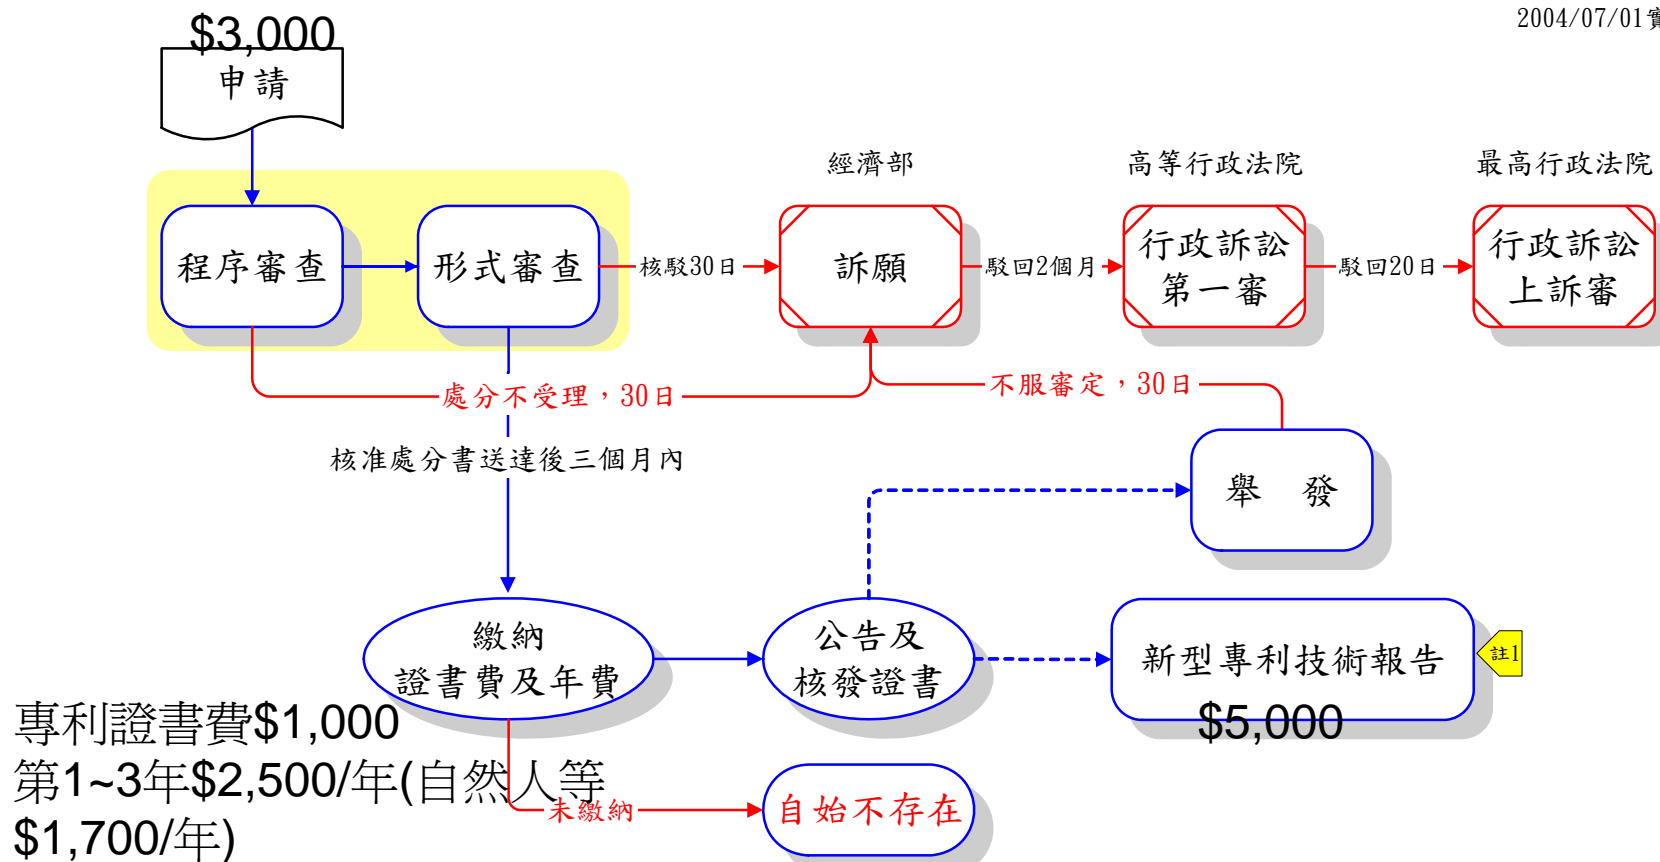 $3,000
2004/07/01實
申請
經濟部
高等行政法院
最高行政法院
程序審查
形式審查
核駁30日
訴願
駁回2個月
行政訴訟
第一審
駁回20日
行政訴訟
上訴審
處分不受理，30日
不服審定，30日
核准處分書送達後三個月內
舉 發
繳納
證書費及年費
公告及
核發證書
新型專利技術報告
註1
$5,000
專利證書費$1,000
第1~3年$2,500/年(自然人等
$1,700/年)
未繳納
自始不存在